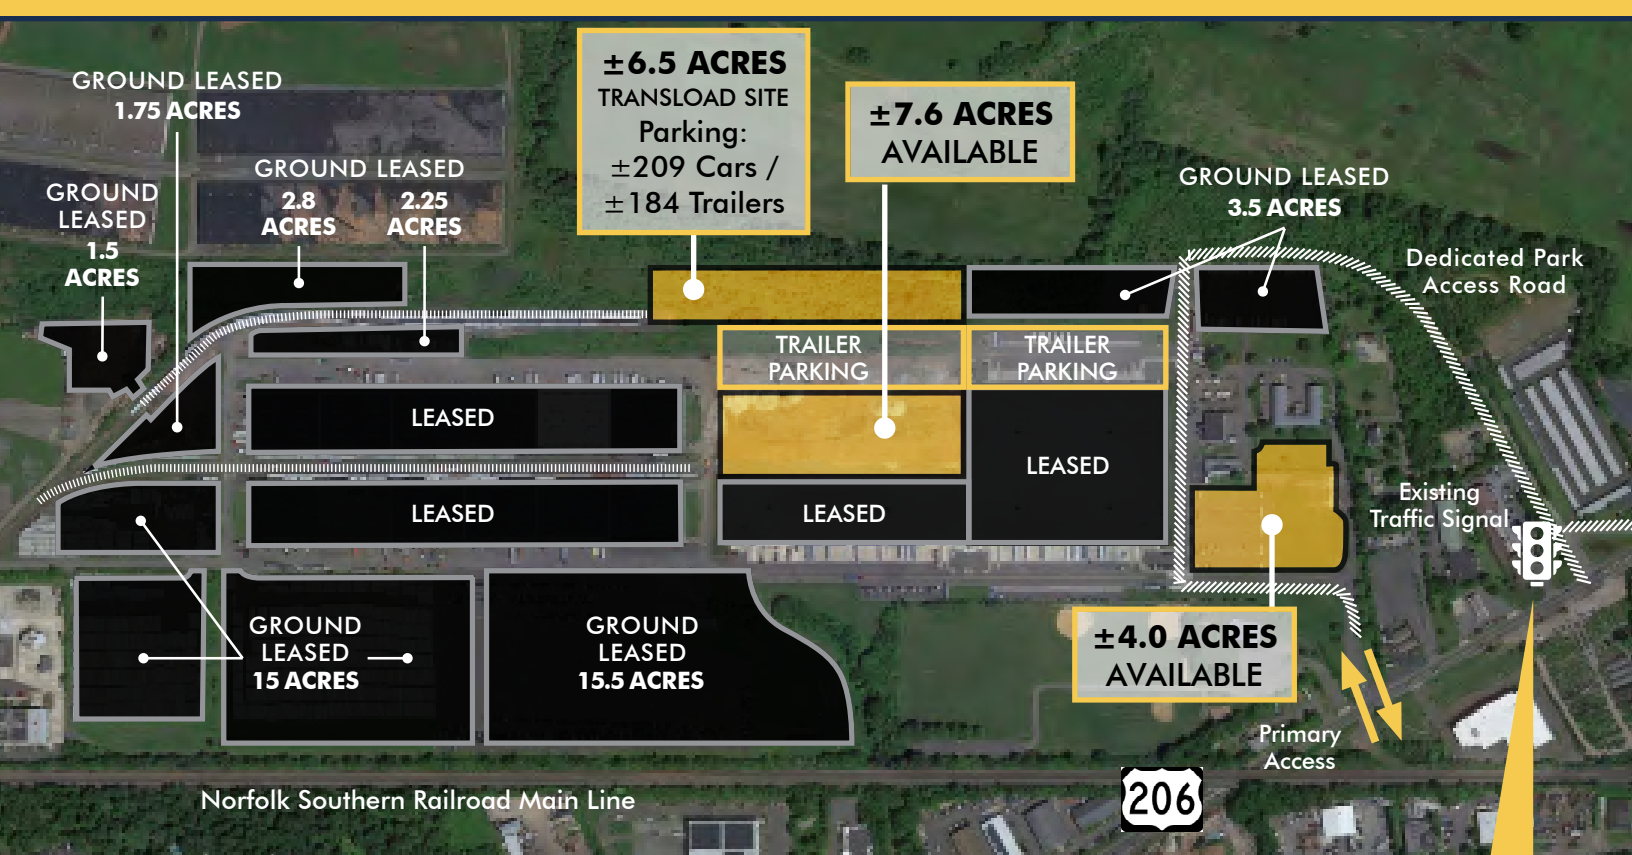 GROUND LEASED
1.75 ACRES
GROUND
LEASED
1.5
ACRES
GROUND LEASED
2.8
ACRES
2.25
ACRES
±6.5 ACRES
TRANSLOAD SITE
Parking:
±209 Cars /
±184 Trailers
±7.6 ACRES
AVAILABLE
GROUND LEASED
3.5 ACRES
Dedicated Park
Access Road
TRAILER
PARKING
TRAILER
PARKING
LEASED
LEASED
LEASED
LEASED
Existing
Traffic Signal
GROUND
LEASED
15 ACRES
GROUND
LEASED
15.5 ACRES
±4.0 ACRES
AVAILABLE
Primary
Access
Norfolk Southern Railroad Main Line
206